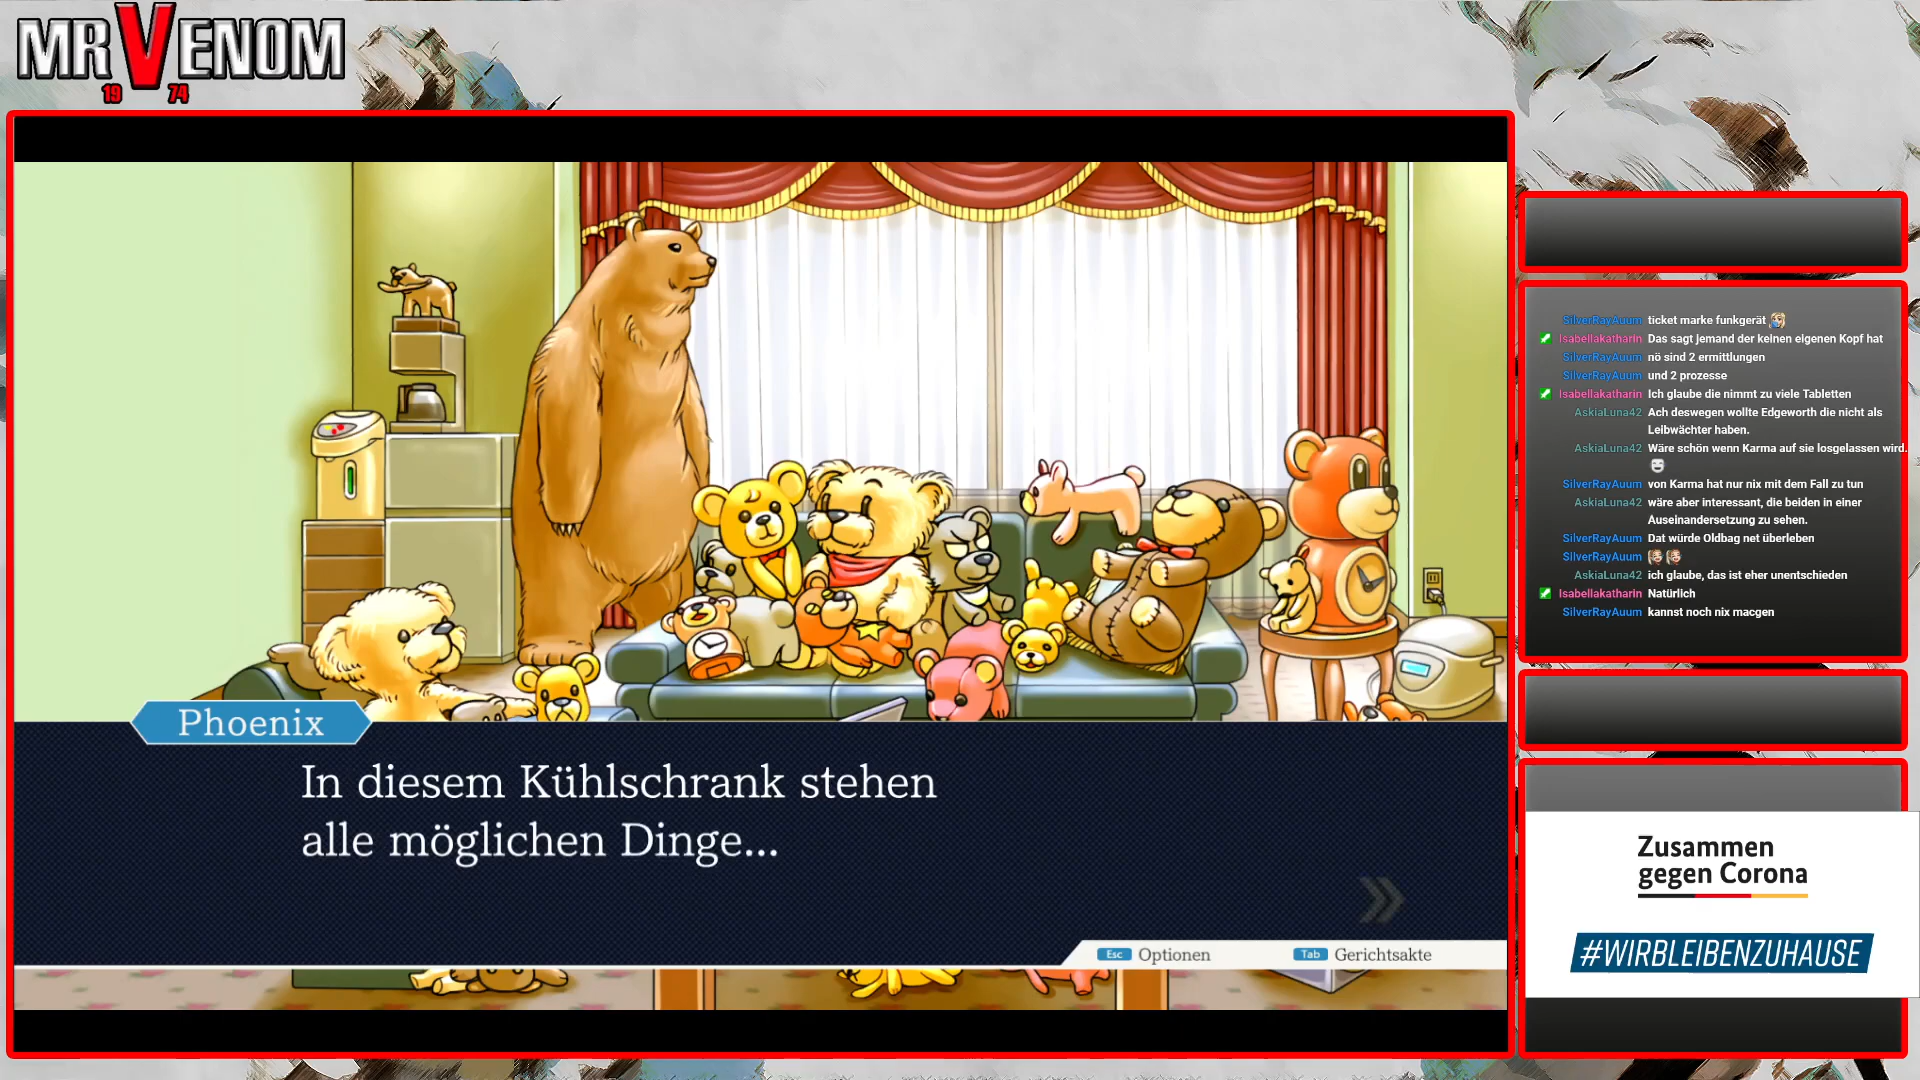 MRVENOM
19 74
SilverRayAuum ticket marke funkgerät
Isabellakatharin Das sagt jemand der keinen eigenen Kopf hat
SilverRayAuum nö sind 2 ermittlungen
SilverRayAuum und 2 prozesse
Isabellakatharin Ich glaube die nimmt zu viele Tabletten
AskiaLuna42 Ach deswegen wollte Edgeworth die nicht als
Leibwächter haben.
AskiaLuna42 Wäre schön wenn Karma auf sie losgelassen wird.
SilverRayAuum von Karma hat nur nix mit dem Fall zu tun
AskiaLuna42 wäre aber interessant, die beiden in einer
Auseinandersetzung zu sehen.
SilverRayAuum Dat würde Oldbag net überleben
SilverRayAuum
AskiaLuna42 ich glaube, das ist eher unentschieden
Isabellakatharin Natürlich
SilverRayAuum kannst noch nix macgen
Phoenix
In diesem Kühlschrank stehen
alle möglichen Dinge...
Esc Optionen Tab Gerichtsakte
Zusammen
gegen Corona
#WIRBLEIBENZUHAUSE